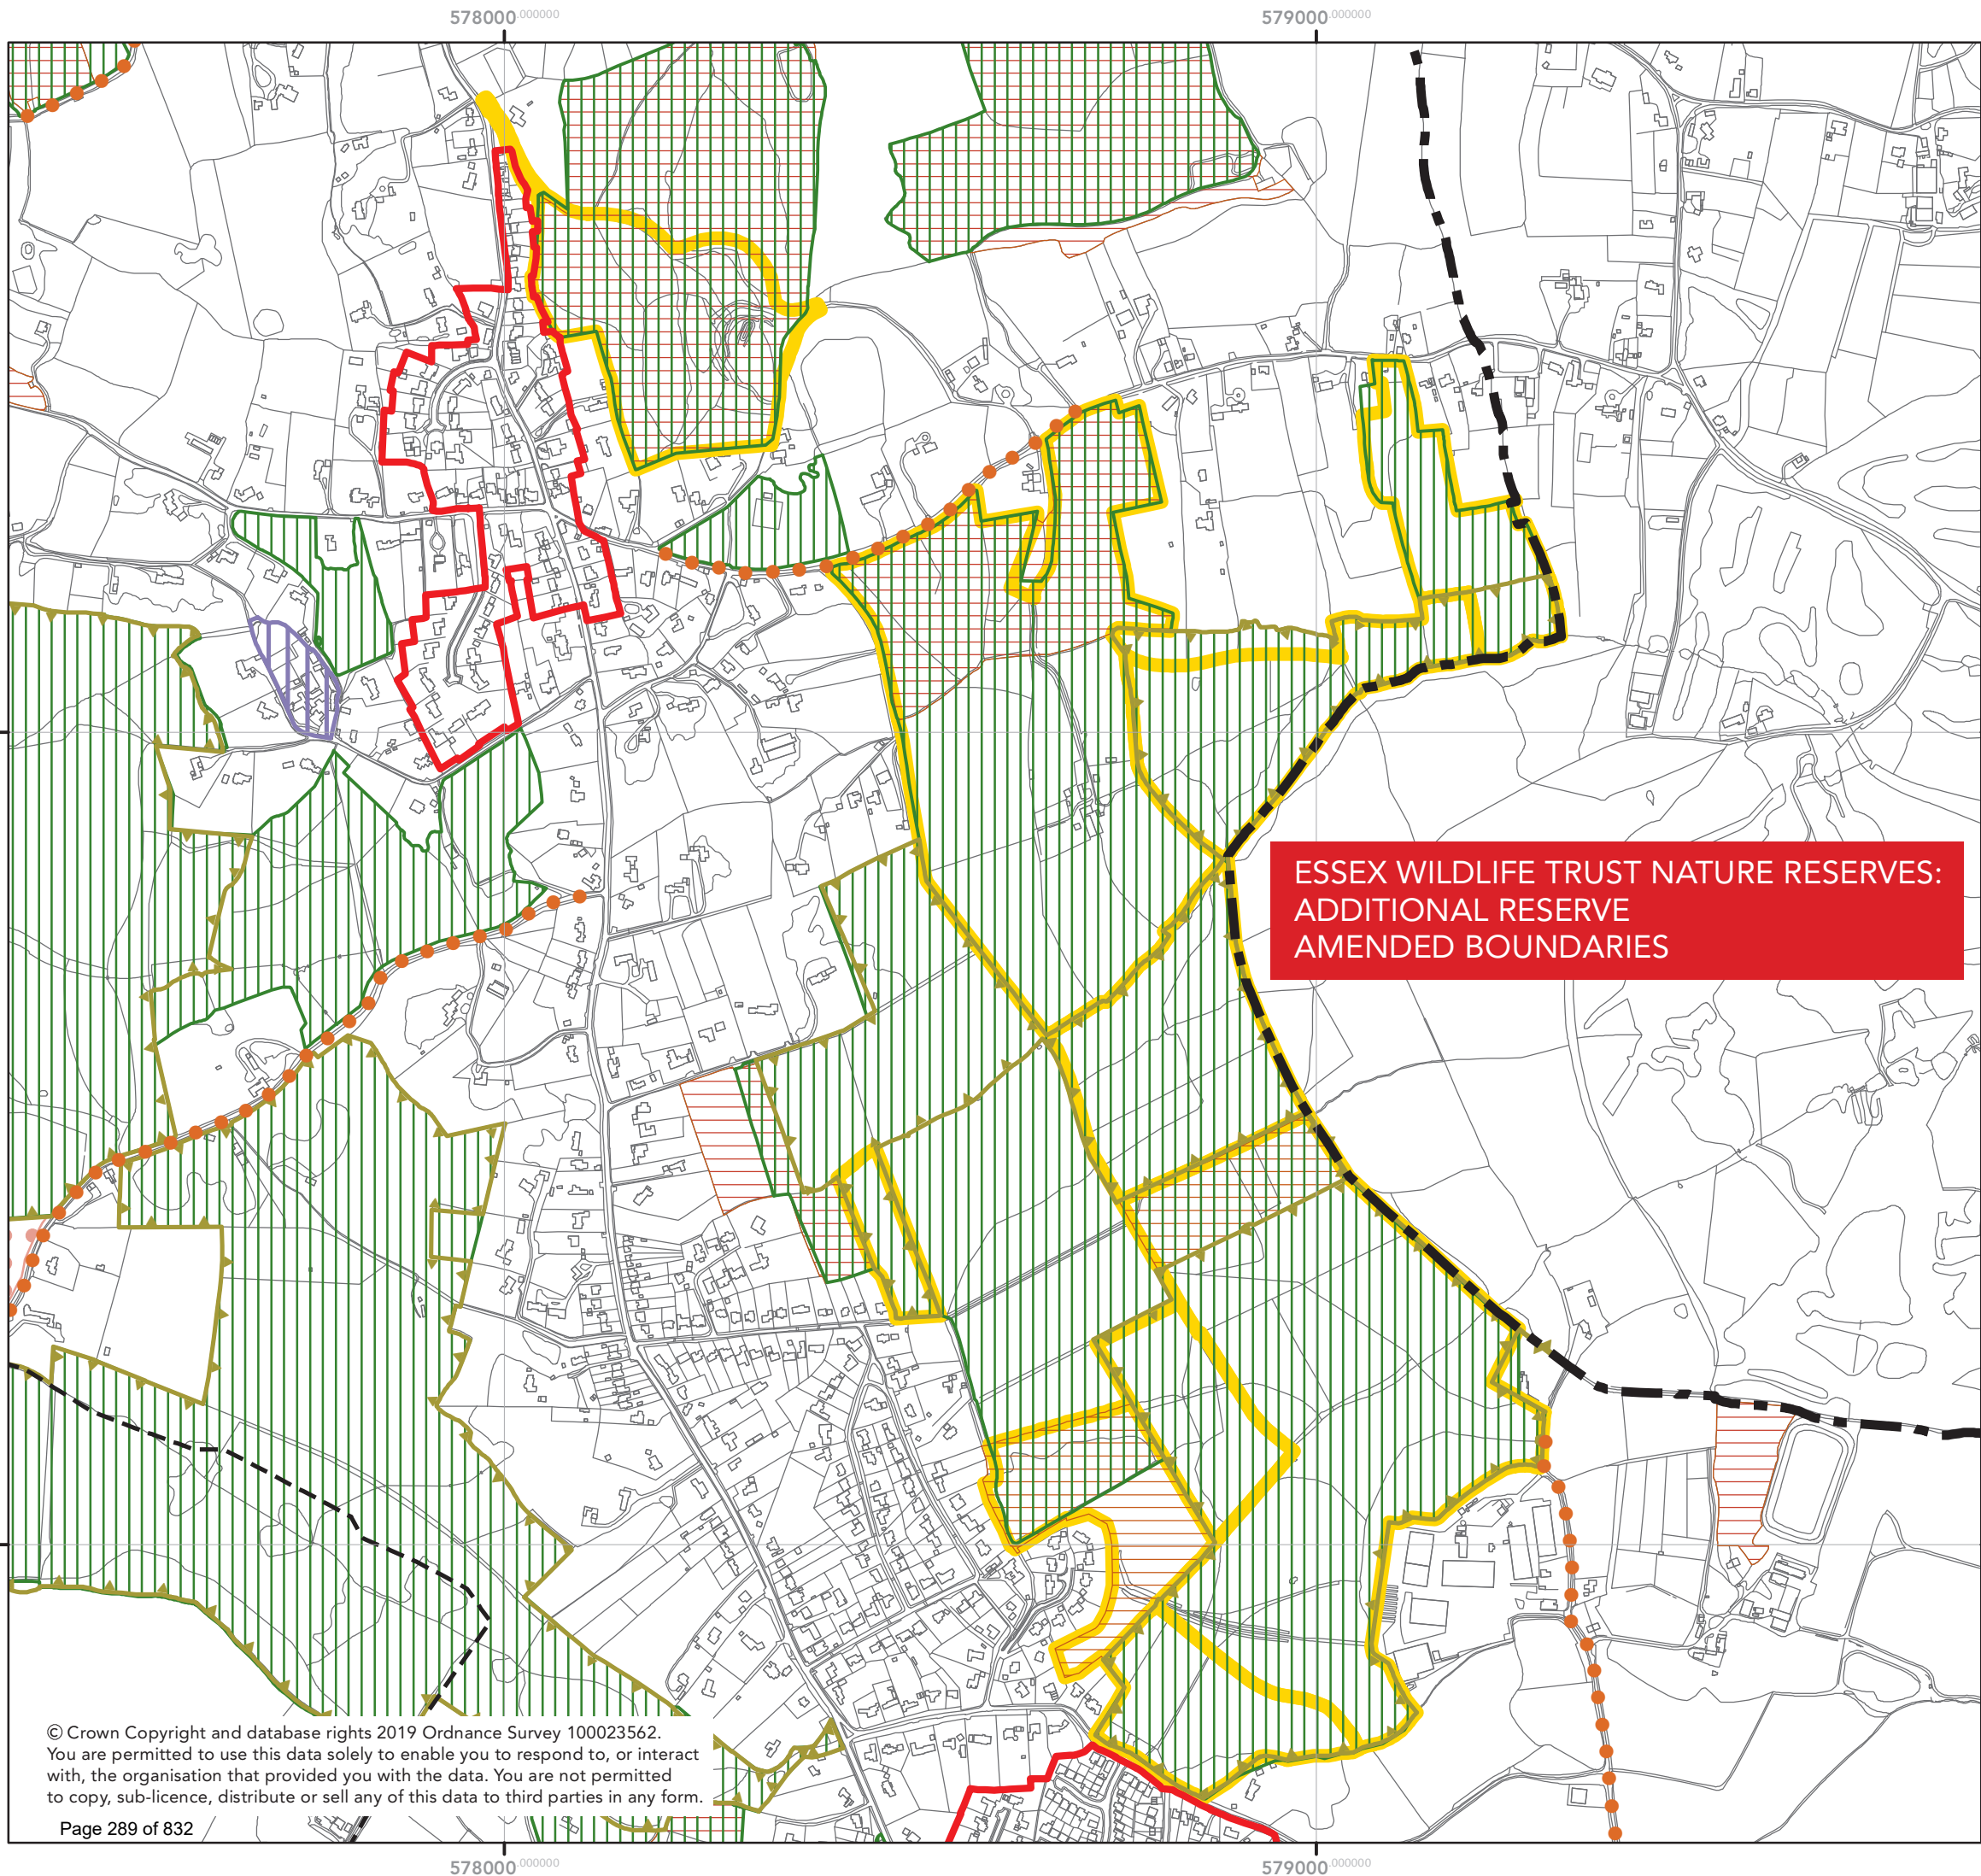 578000.000000
579000.000000
ESSEX WILDLIFE TRUST NATURE RESERVES:
ADDITIONAL RESERVE
AMENDED BOUNDARIES
© Crown Copyright and database rights 2019 Ordnance Survey 100023562.
You are permitted to use this data solely to enable you to respond to, or interact
with, the organisation that provided you with the data. You are not permitted
to copy, sub-licence, distribute or sell any of this data to third parties in any form.
Page 289 of 832
578000.000000
579000.000000